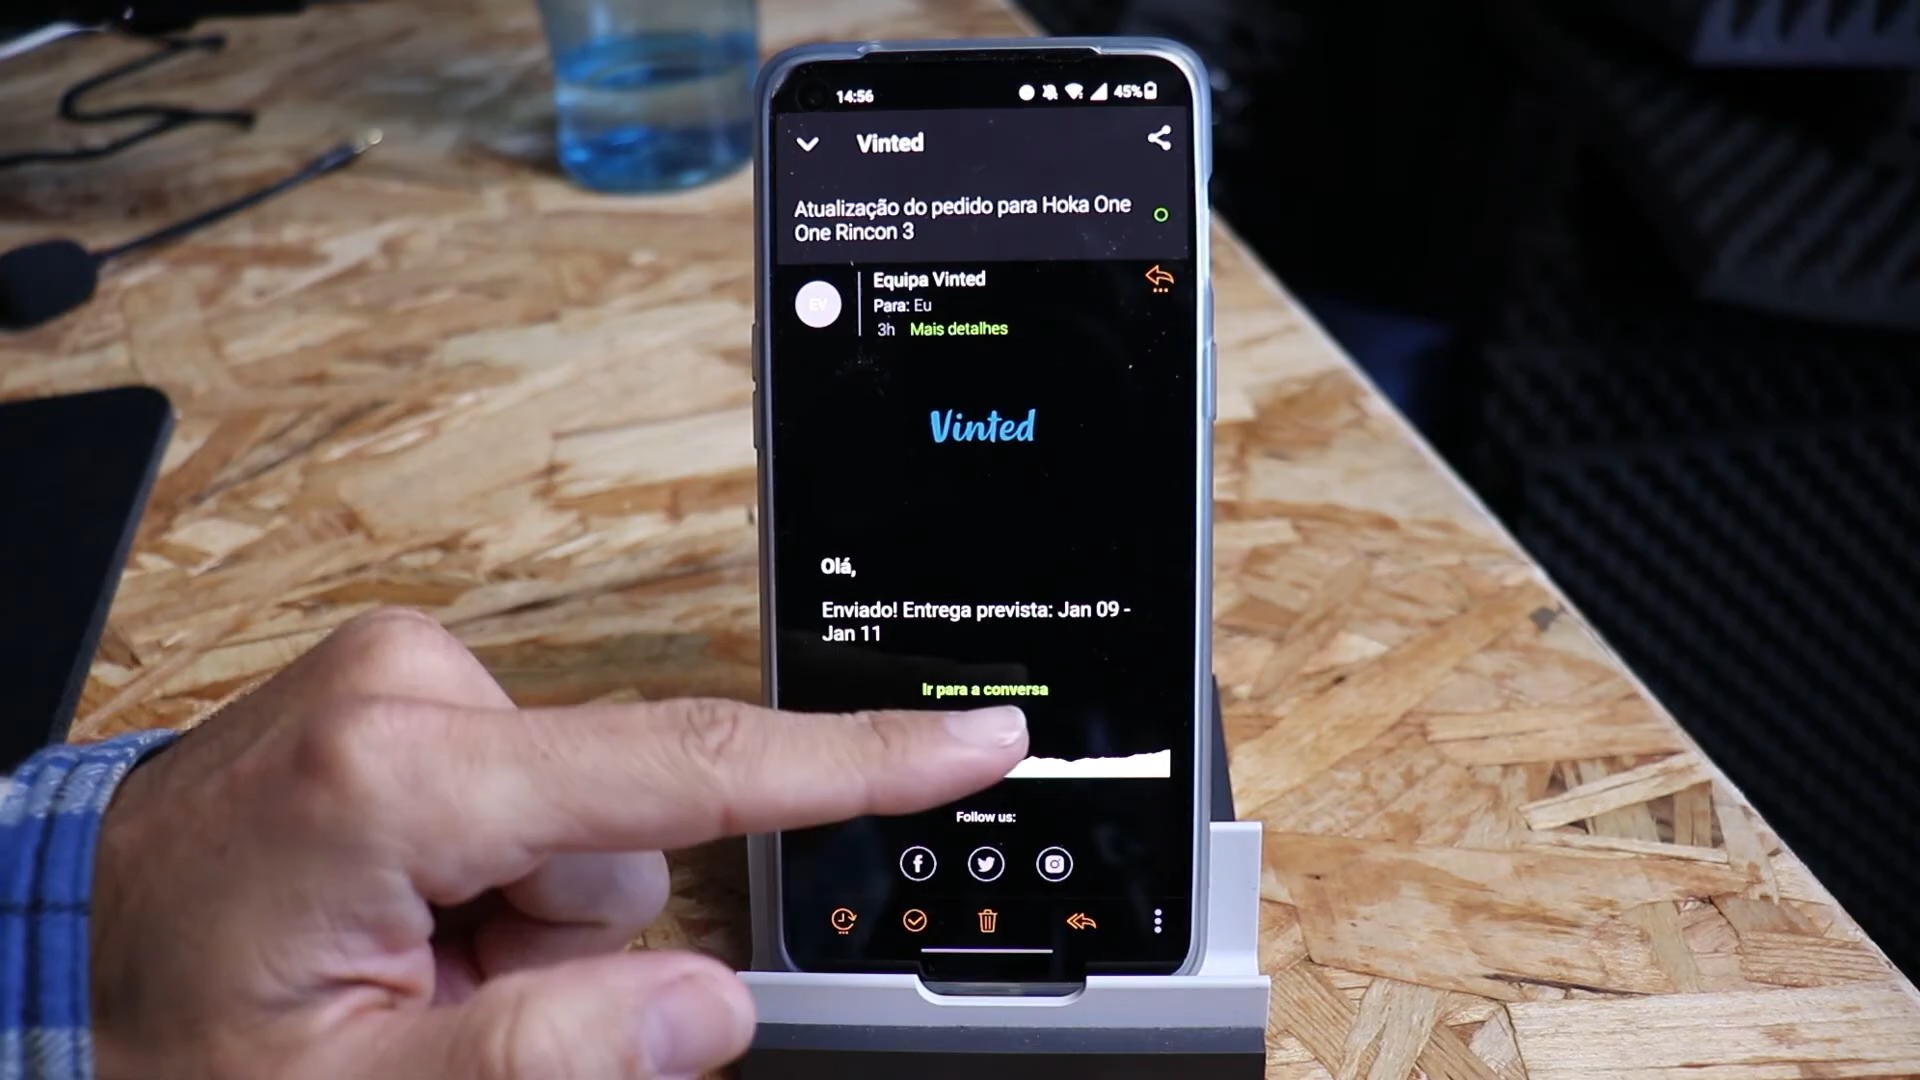 14:56
45%
Vinted
Atualização do pedido para Hoka One
One Rincon 3
EV
Equipa Vinted
Para: Eu
3h Mais detalhes
Vinted
Olá,
Enviado! Entrega prevista: Jan 09 -
Jan 11
Ir para a conversa
Follow us: